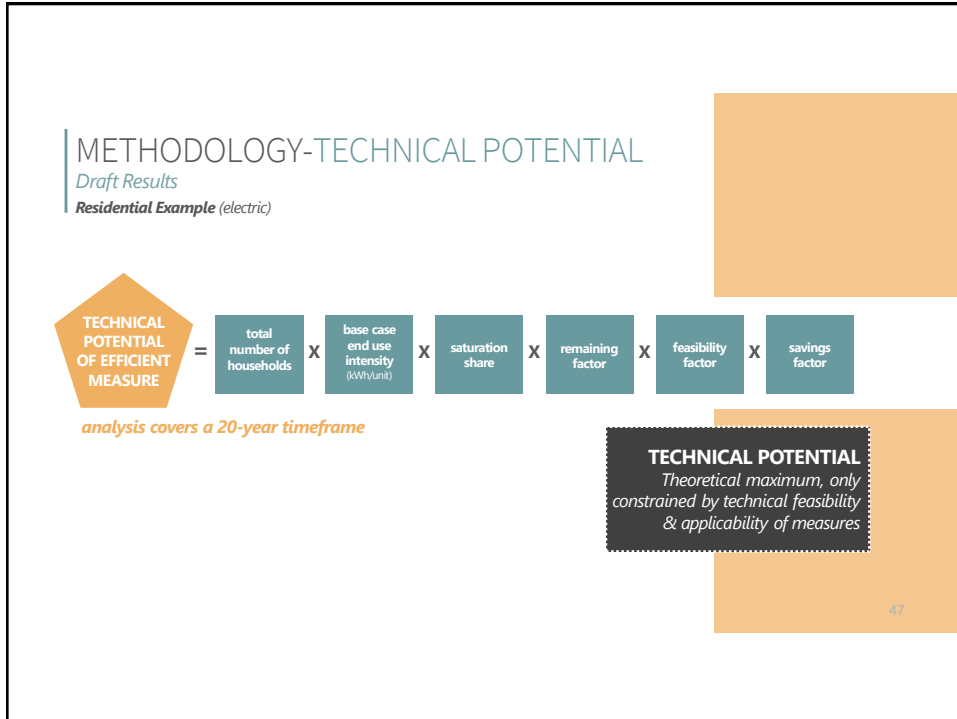 METHODOLOGY-TECHNICAL POTENTIAL
Draft Results
Residential Example (electric)
TECHNICAL
POTENTIAL
OF EFFICIENT
MEASURE
=
total
number of
households
X
base case
end use
intensity
(kWh/unit)
X
saturation
share
X
remaining
factor
X
feasibility
factor
X
savings
factor
analysis covers a 20-year timeframe
TECHNICAL POTENTIAL
Theoretical maximum, only
constrained by technical feasibility
& applicability of measures
47